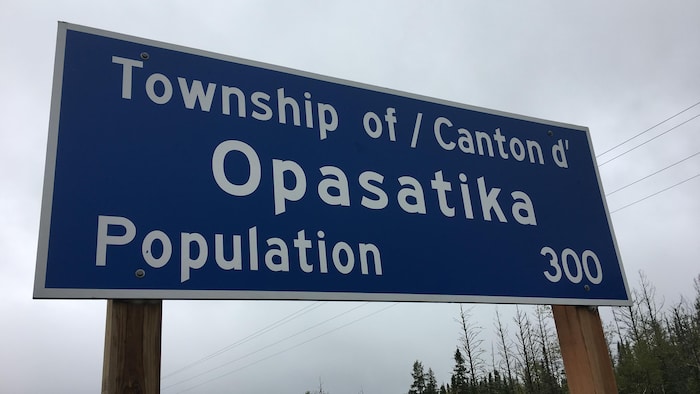 Township of / Canton d'
Opasatika
Population 300